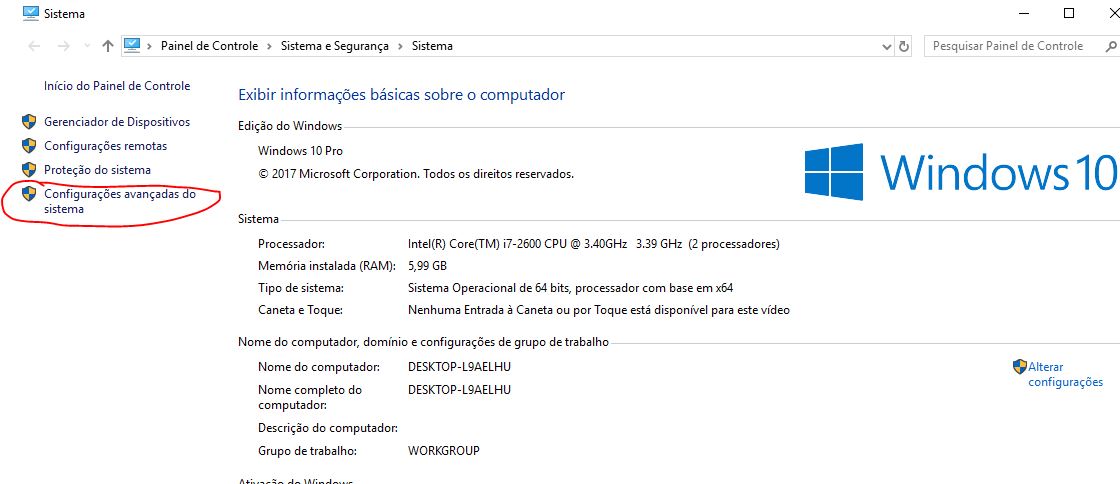 Sistema
Painel de Controle
Sistema e Segurança
Sistema
Pesquisar Painel de Controle
Início do Painel de Controle
Gerenciador de Dispositivos
Configurações remotas
Proteção do sistema
Configurações avançadas do
sistema
Exibir informações básicas sobre o computador
Edição do Windows
Windows 10 Pro
© 2017 Microsoft Corporation. Todos os direitos reservados.
Windows 10
Sistema
Processador: Intel(R) Core(TM) i7-2600 CPU @ 3.40GHz 3.39 GHz (2 processadores)
Memória instalada (RAM): 5,99 GB
Tipo de sistema: Sistema Operacional de 64 bits, processador com base em x64
Caneta e Toque: Nenhuma Entrada à Caneta ou por Toque está disponível para este vídeo
Nome do computador, domínio e configurações de grupo de trabalho
Nome do computador: DESKTOP-L9AELHU
Nome completo do DESKTOP-L9AELHU
computador:
Descrição do computador:
Grupo de trabalho: WORKGROUP
Alterar
configurações
Ativação do Windows